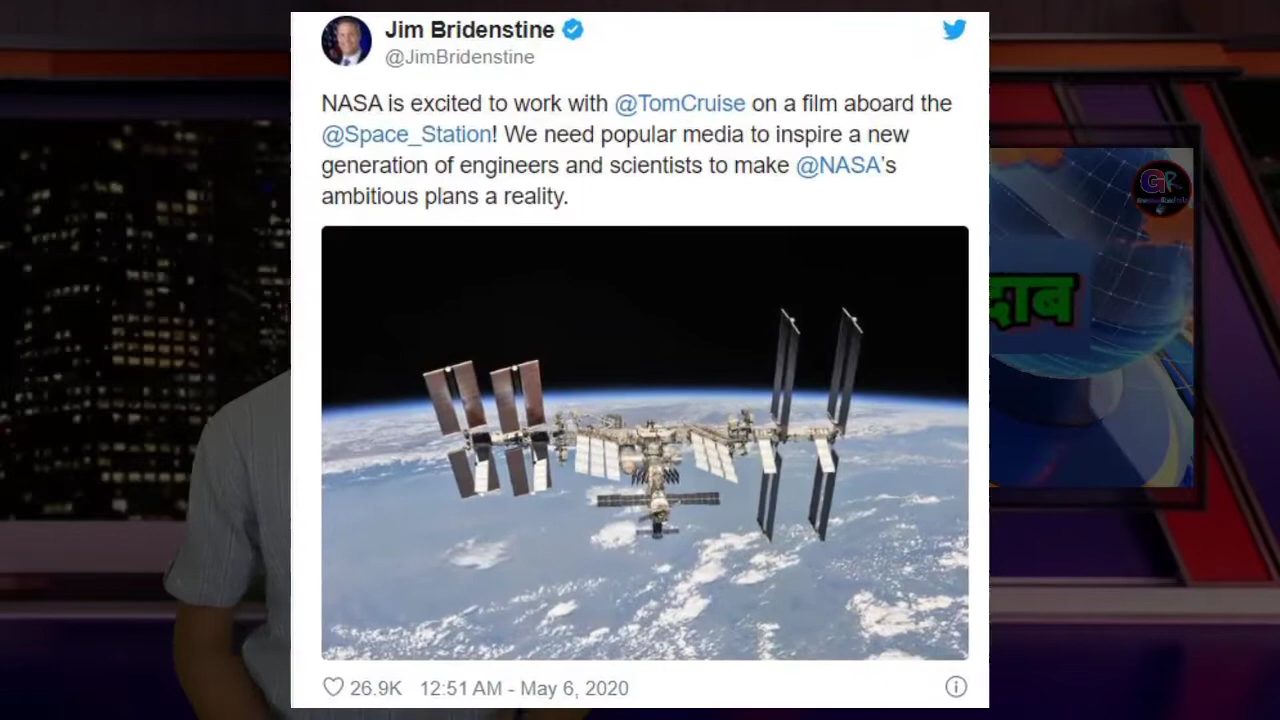 Jim Bridenstine
@JimBridenstine
NASA is excited to work with @TomCruise on a film aboard the
@Space_Station! We need popular media to inspire a new
generation of engineers and scientists to make @NASA's
ambitious plans a reality.
26.9K 12:51 AM - May 6, 2020
GR